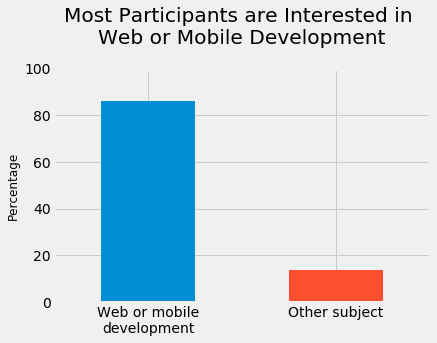 Most Participants are Interested in
Web or Mobile Development
100
80
60
40
20
0
Percentage
Web or mobile
development
Other subject